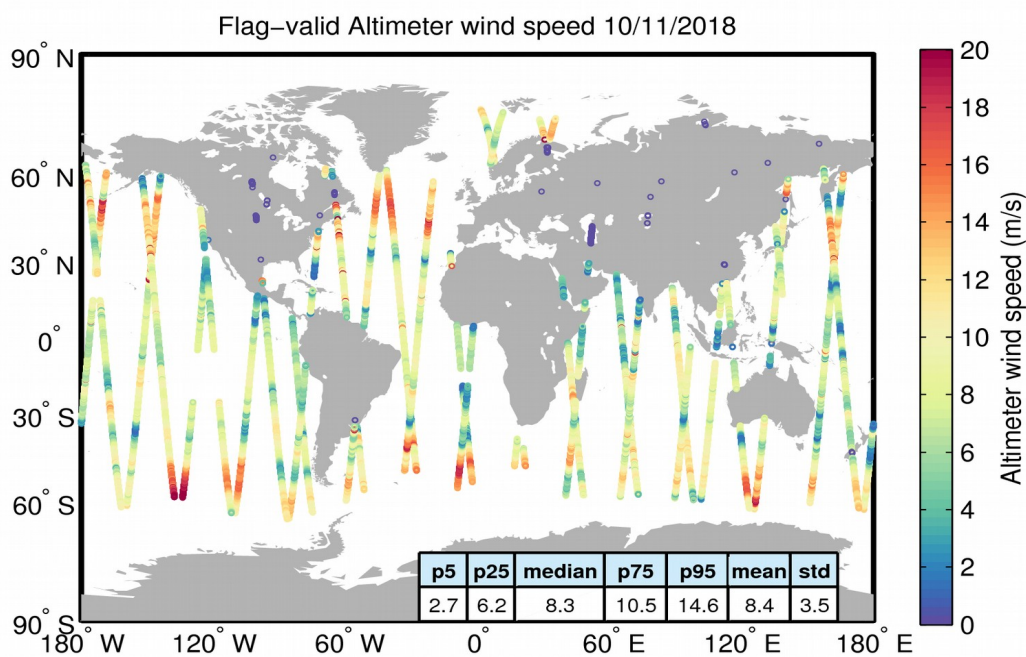 Flag−valid Altimeter wind speed 10/11/2018
90° N
60° N
30° N
0°
30° S
60° S
90° S
180° W
120° W
60° W
0°
60° E
120° E
180° E
p5 p25 median p75 p95 mean std
2.7 6.2 8.3 10.5 14.6 8.4 3.5
20
18
16
14
12
10
8
6
4
2
0
Altimeter wind speed (m/s)